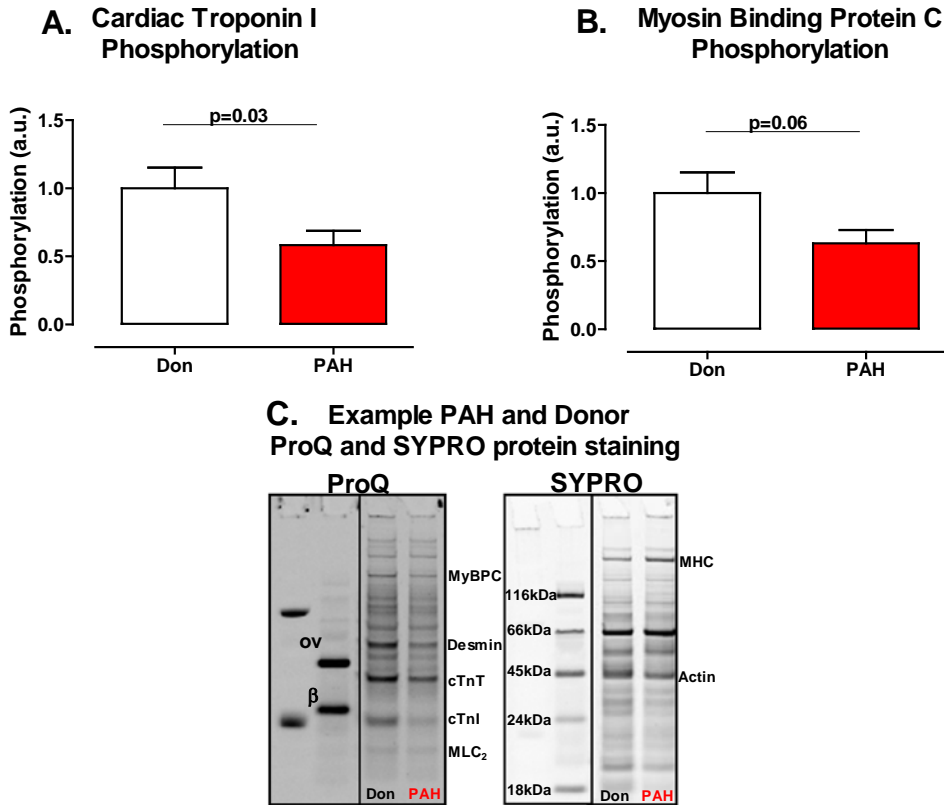 A. Cardiac Troponin I
Phosphorylation
Phosphorylation (a.u.)
1.5
1.0
0.5
0.0
p=0.03
Don PAH
B. Myosin Binding Protein C
Phosphorylation
Phosphorylation (a.u.)
1.5
1.0
0.5
0.0
p=0.06
Don PAH
C. Example PAH and Donor
ProQ and SYPRO protein staining
ProQ
ov
β
MyBPC
Desmin
cTnT
cTnI
MLC₂
Don PAH
SYPRO
116kDa
66kDa
45kDa
24kDa
18kDa
MHC
Actin
Don PAH